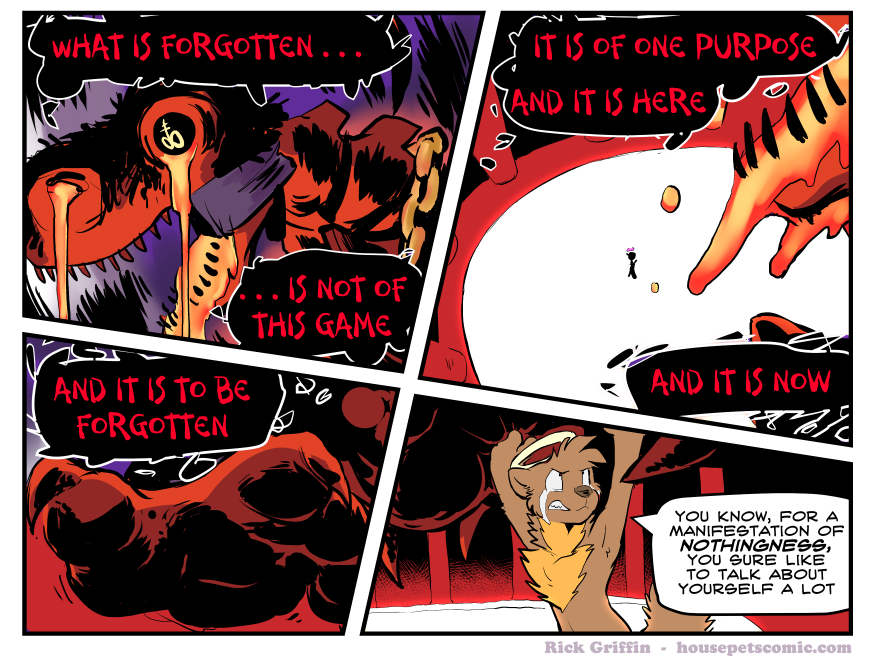 WHAT IS FORGOTTEN . . .
. . . IS NOT OF
THIS GAME
IT IS OF ONE PURPOSE
AND IT IS HERE
AND IT IS NOW
AND IT IS TO BE
FORGOTTEN
YOU KNOW, FOR A
MANIFESTATION OF
NOTHINGNESS,
YOU SURE LIKE
TO TALK ABOUT
YOURSELF A LOT
Rick Griffin - housepetscomic.com